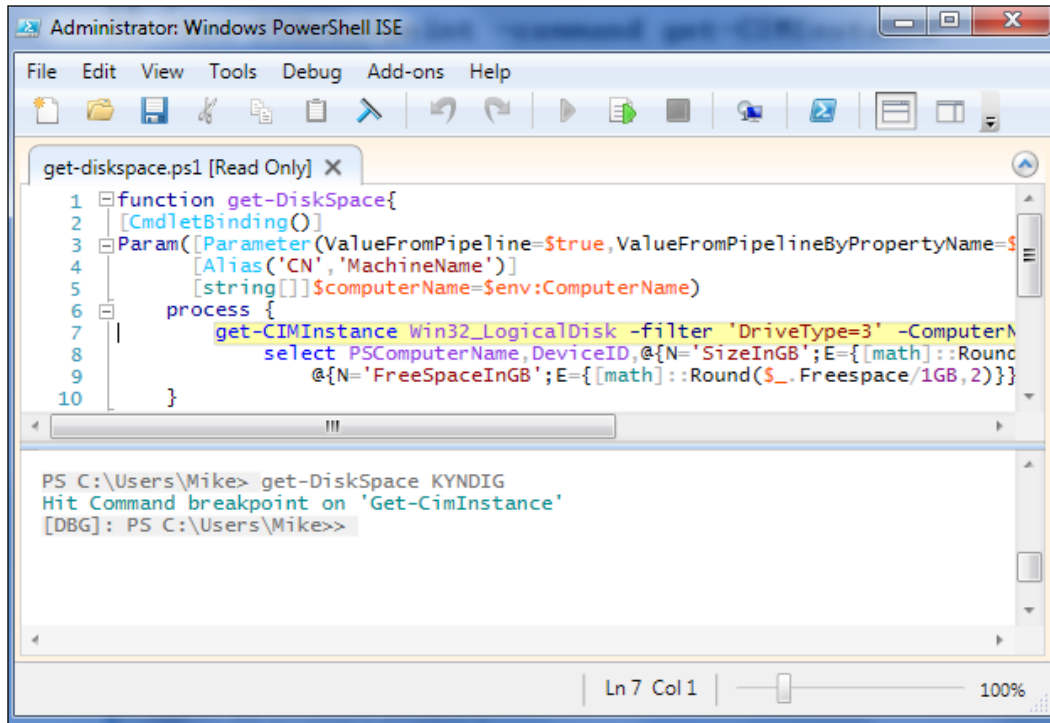 Administrator: Windows PowerShell ISE
File Edit View Tools Debug Add-ons Help
get-diskspace.ps1 [Read Only]
1 function get-DiskSpace{
2 [CmdletBinding()]
3 Param([Parameter(ValueFromPipeline=$true,ValueFromPipelineByPropertyName=$
4 [Alias('CN','MachineName')]
5 [string[]]$computerName=$env:ComputerName)
6 process {
7 get-CIMInstance Win32_LogicalDisk -filter 'DriveType=3' -ComputerN
8 select PSComputerName,DeviceID,@{N='SizeInGB';E={[math]::Round
9 @{N='FreeSpaceInGB';E={[math]::Round($_.Freespace/1GB,2)}}
10 }
PS C:\Users\Mike> get-DiskSpace KYNDIG
Hit Command breakpoint on 'Get-CimInstance'
[DBG]: PS C:\Users\Mike>>
Ln 7 Col 1 100%